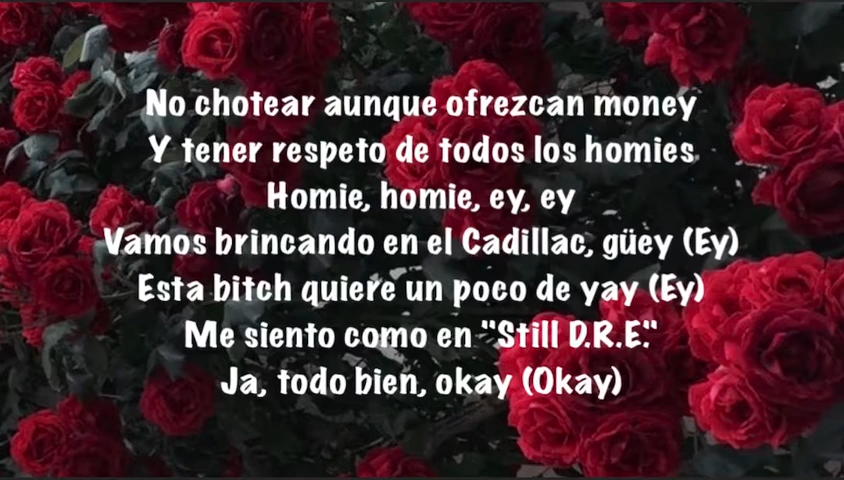 No chotear aunque ofrezcan money
Y tener respeto de todos los homies
Homie, homie, ey, ey
Vamos brincando en el Cadillac, güey (Ey)
Esta bitch quiere un poco de yay (Ey)
Me siento como en "Still D.R.E."
Ja, todo bien, okay (Okay)